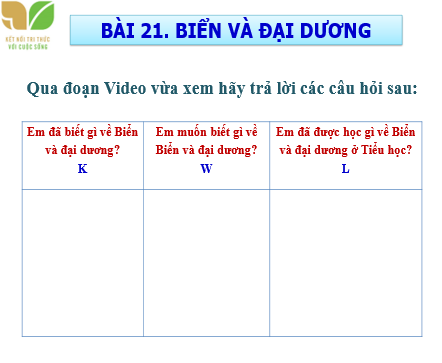 BÀI 21. BIỂN VÀ ĐẠI DƯƠNG
KẾT NỐI TRI THỨC
VỚI CUỘC SỐNG
Qua đoạn Video vừa xem hãy trả lời các câu hỏi sau:
Em đã biết gì về Biển
và đại dương?
K
Em muốn biết gì về
Biển và đại dương?
W
Em đã được học gì về Biển
và đại dương ở Tiểu học?
L